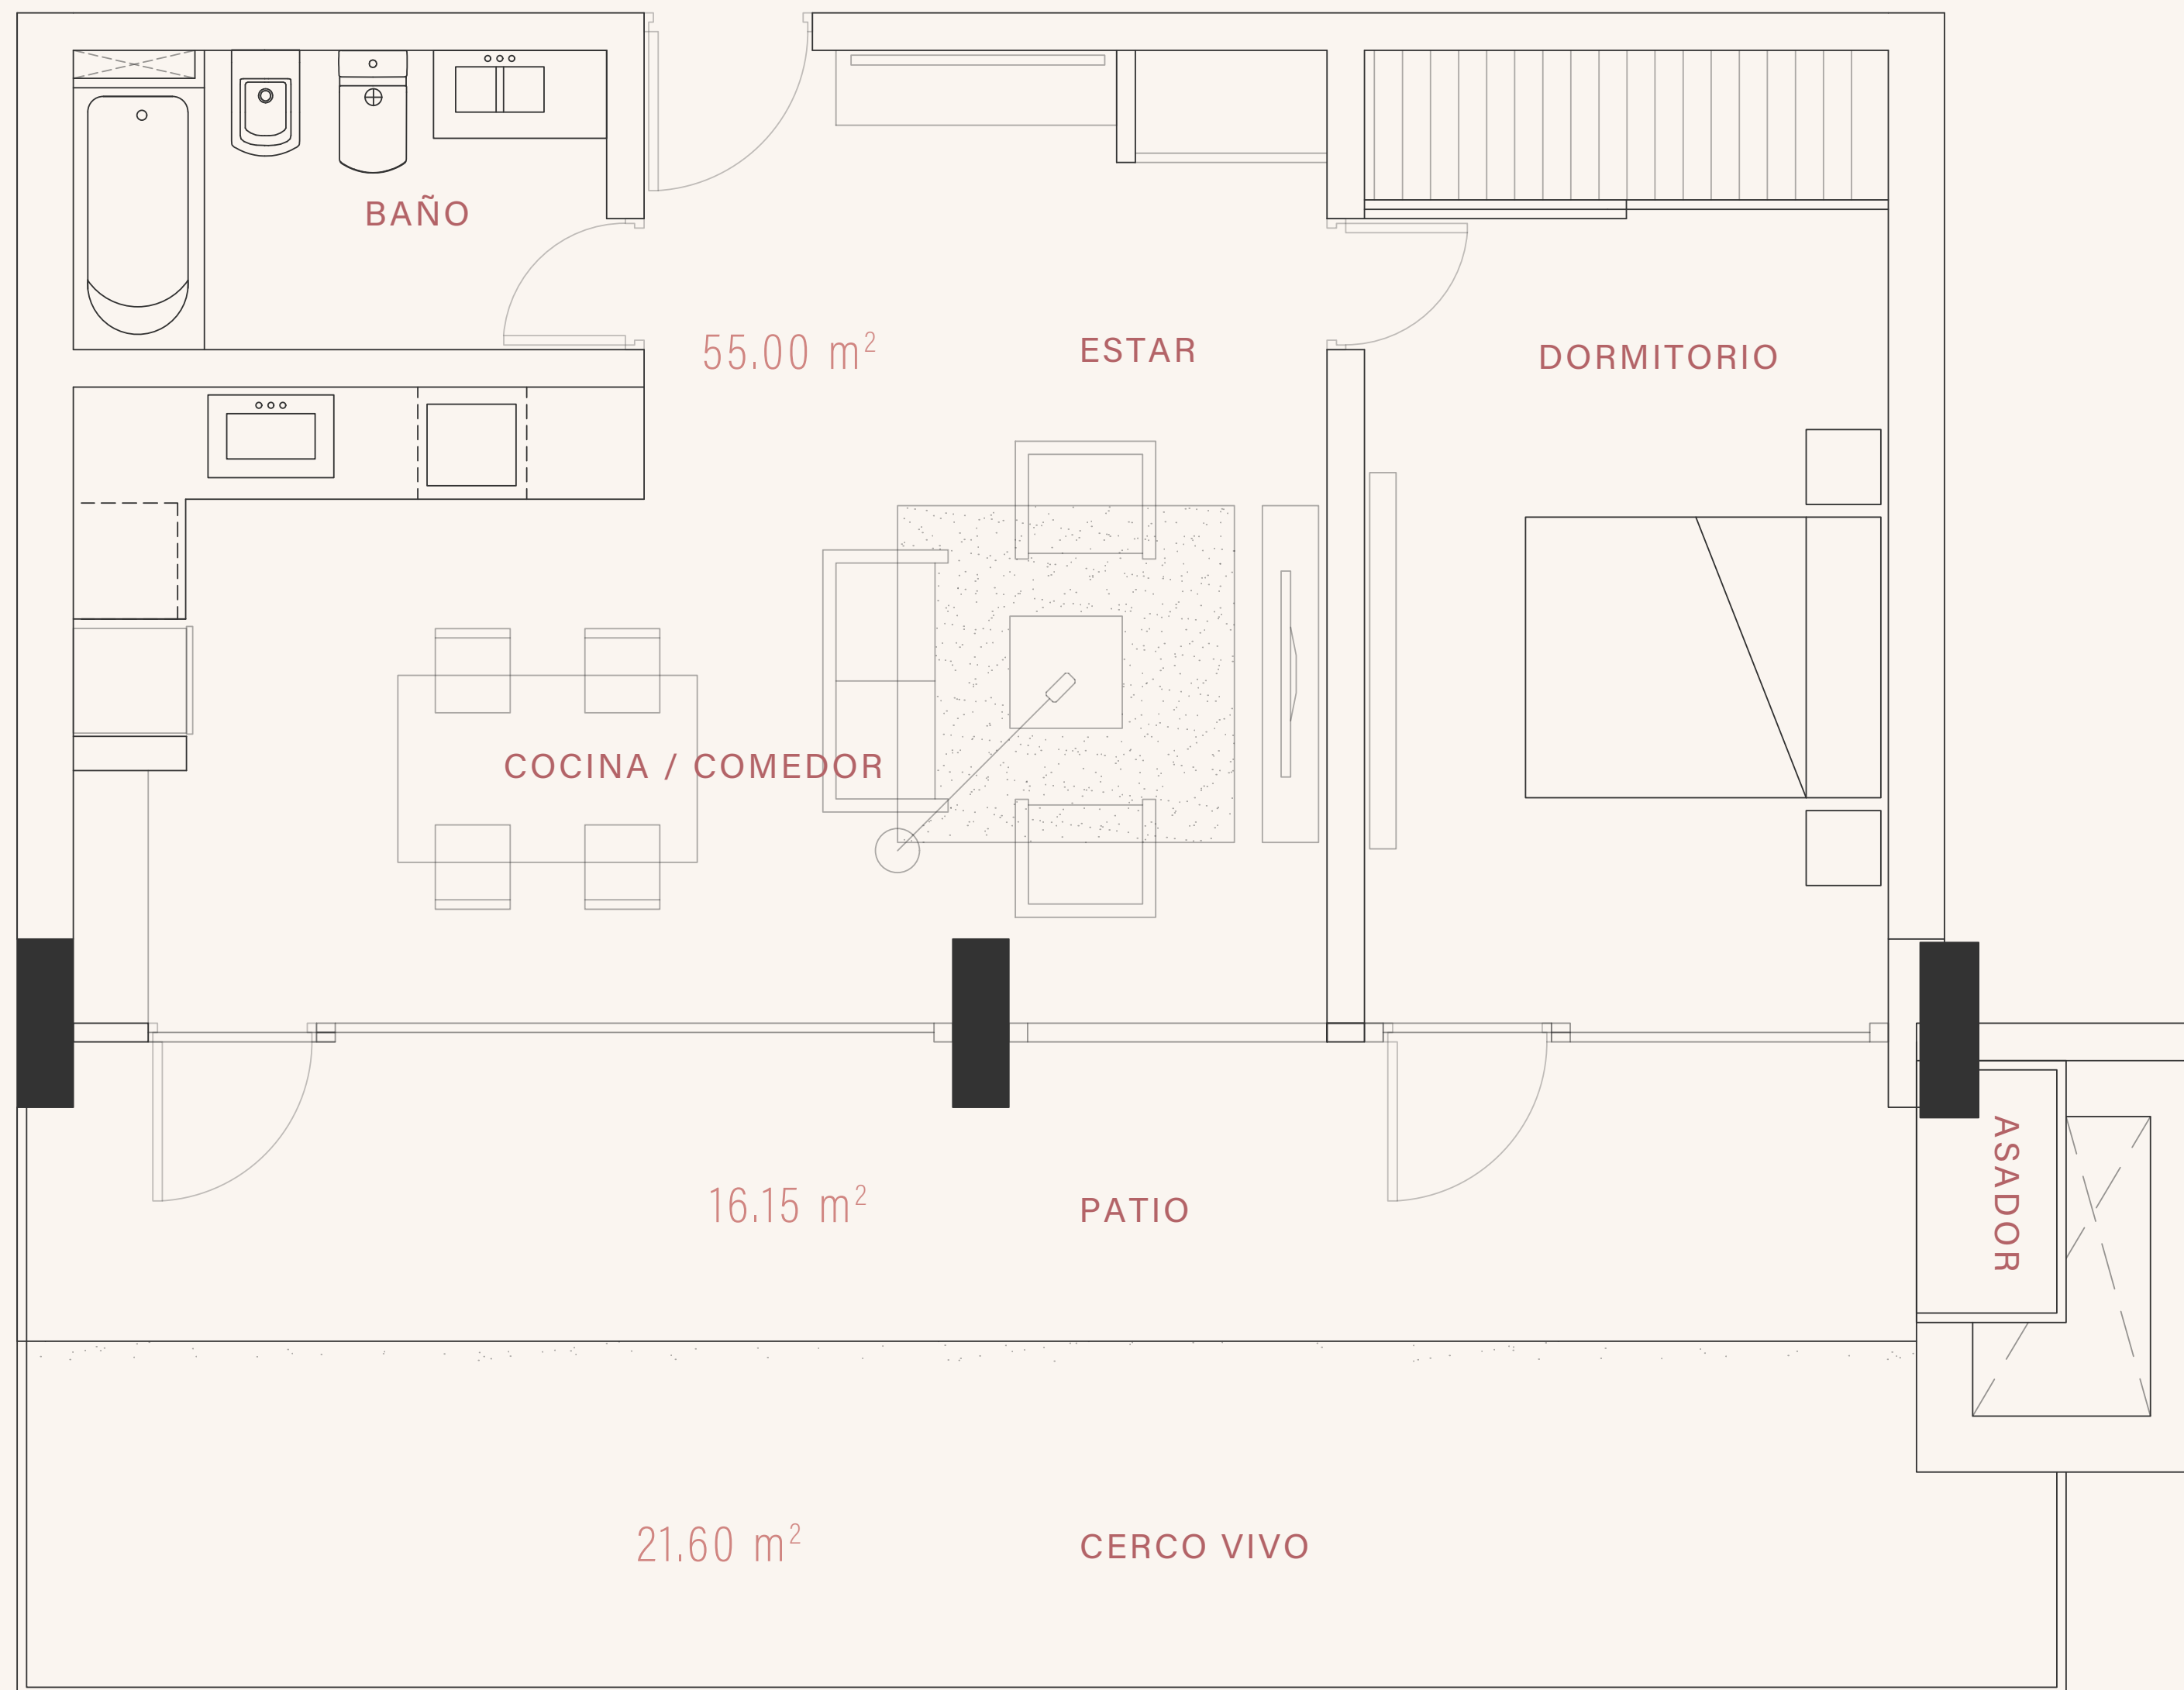 BAÑO
55.00 m²
ESTAR
DORMITORIO
COCINA / COMEDOR
16.15 m²
PATIO
ASADOR
21.60 m²
CERCO VIVO